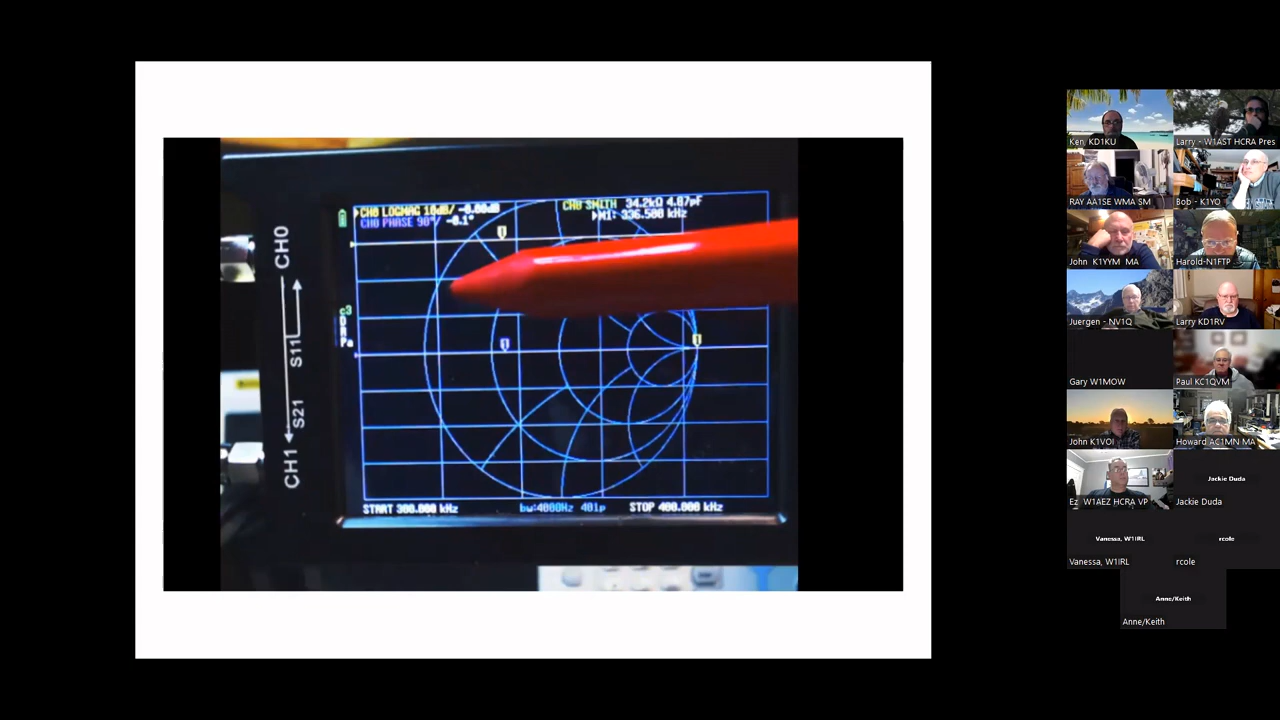 CH0 LOGMAG 10dB/ -0.00dB
CH0 PHASE 90°/ -0.1°
CH0 SMITH 34.2kΩ 4.87pF
▶M1: 336.500 kHz
CH0
S11
S21
CH1
START 300.000 kHz
bw:4000Hz 401p
STOP 400.000 kHz
Ken, KD1KU
Larry - W1AST HCRA Pres
RAY AA1SE WMA SM
Bob - K1YO
John K1YYM MA
Harold-N1FTP
Juergen - NV1Q
Larry KD1RV
Gary W1MOW
Paul KC1QVM
John K1VOI
Howard AC1MN MA
Ez W1AEZ HCRA VP
Jackie Duda
Jackie Duda
Vanessa, W1IRL
Vanessa, W1IRL
rcole
rcole
Anne/Keith
Anne/Keith